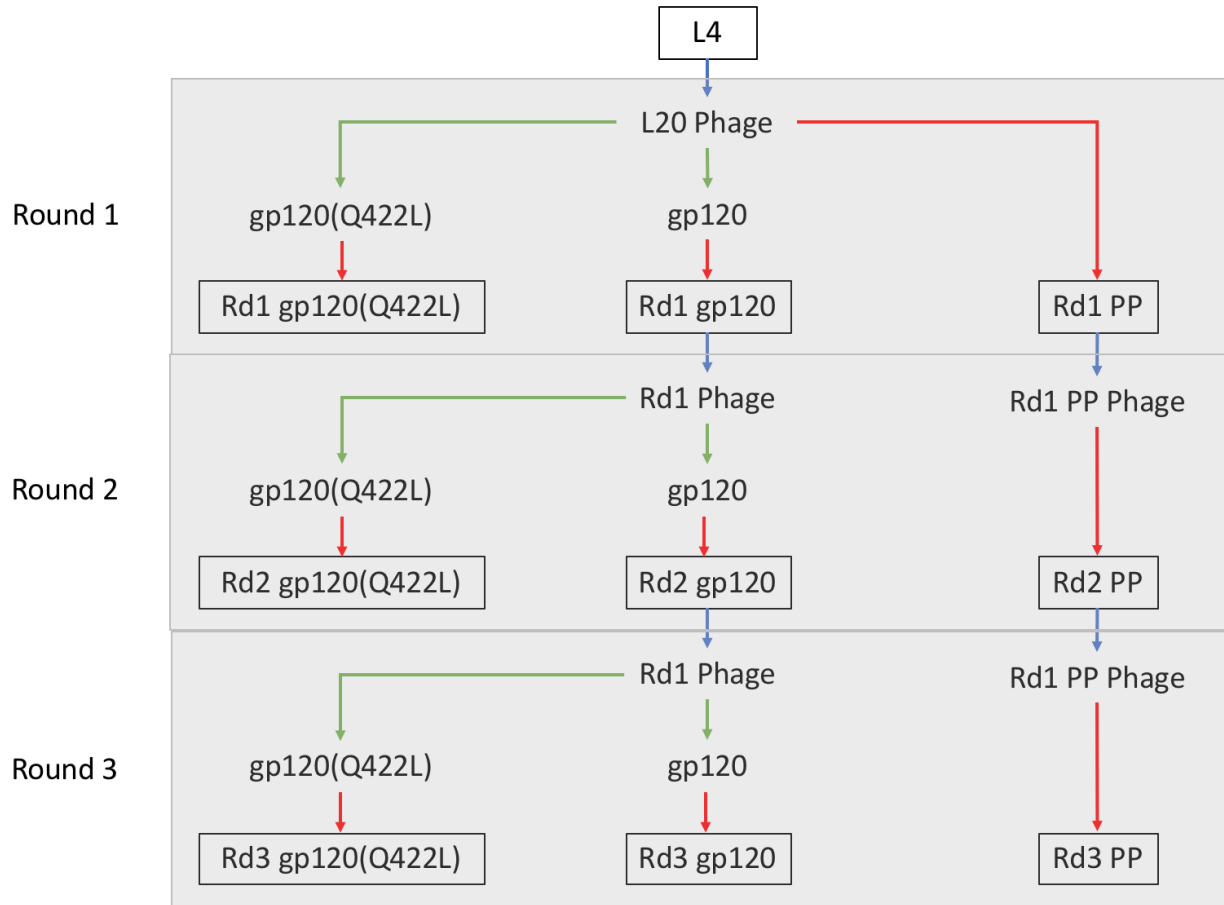 L4
L20 Phage
Round 1
gp120(Q422L)
gp120
Rd1 gp120(Q422L)
Rd1 gp120
Rd1 PP
Rd1 Phage
Rd1 PP Phage
Round 2
gp120(Q422L)
gp120
Rd2 gp120(Q422L)
Rd2 gp120
Rd2 PP
Rd1 Phage
Rd1 PP Phage
Round 3
gp120(Q422L)
gp120
Rd3 gp120(Q422L)
Rd3 gp120
Rd3 PP